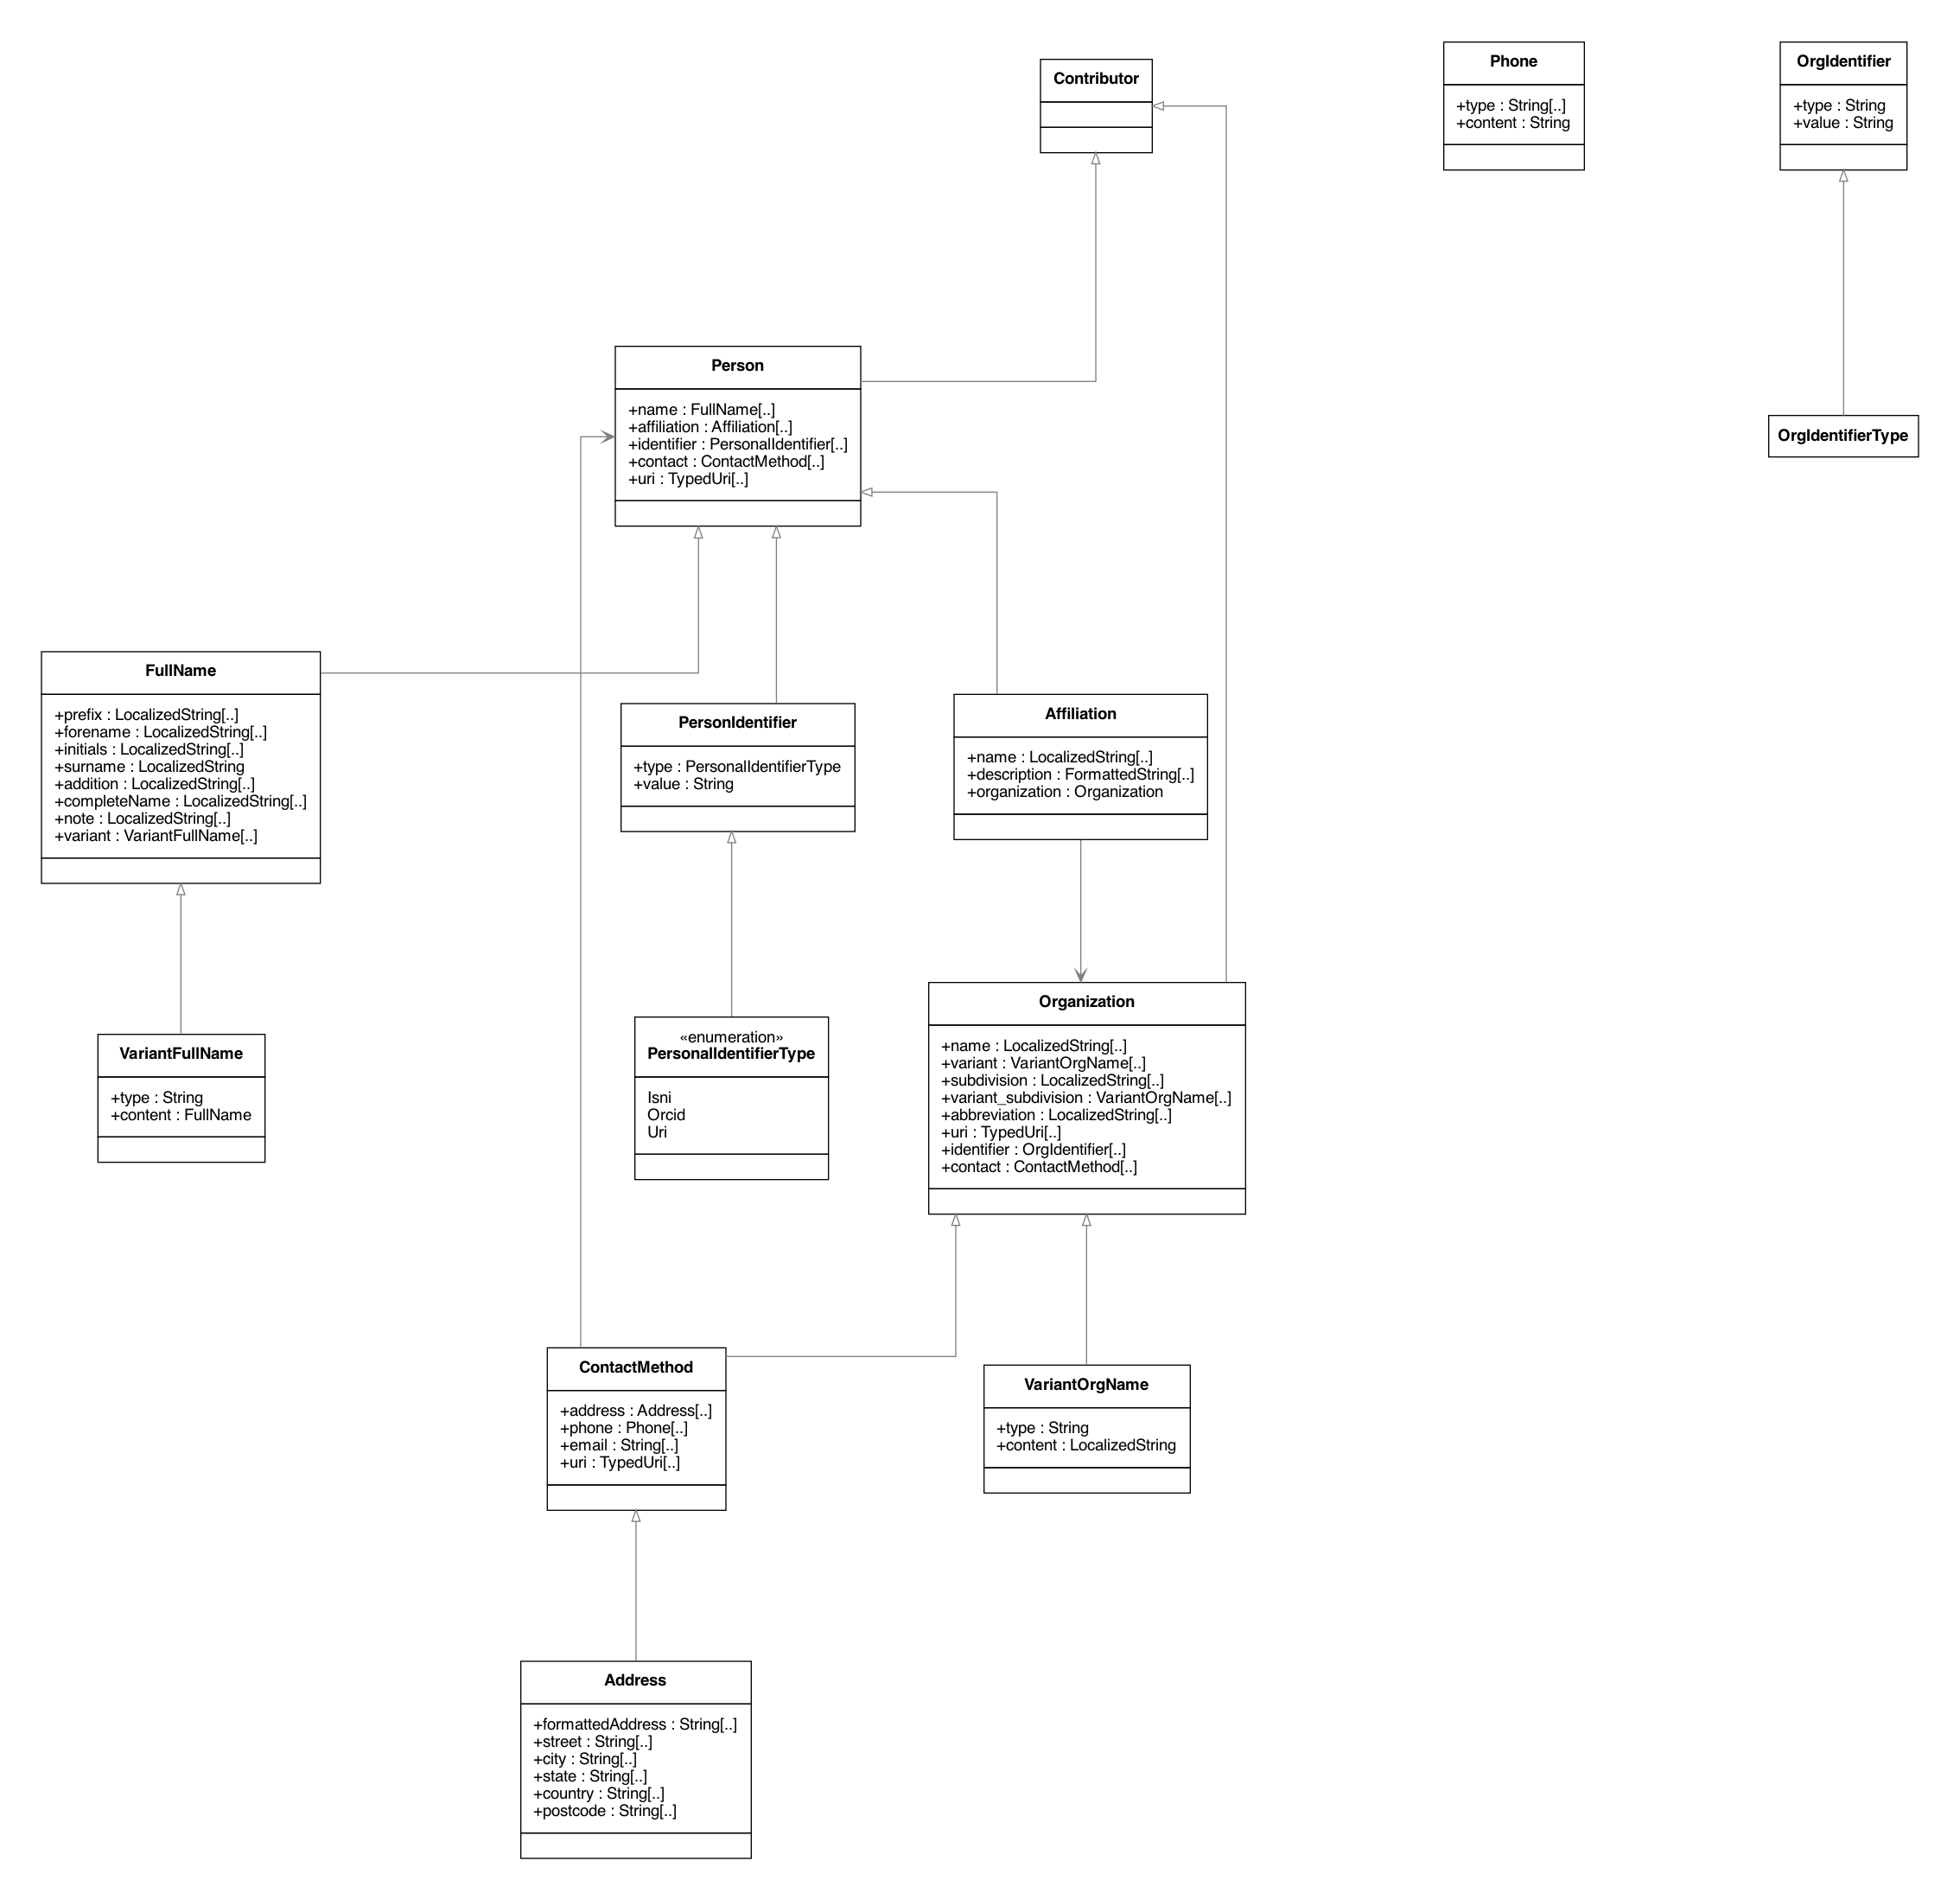 Contributor
Phone
+type : String[..]
+content : String
OrgIdentifier
+type : String
+value : String
Person
+name : FullName[..]
+affiliation : Affiliation[..]
+identifier : PersonalIdentifier[..]
+contact : ContactMethod[..]
+uri : TypedUri[..]
OrgIdentifierType
FullName
+prefix : LocalizedString[..]
+forename : LocalizedString[..]
+initials : LocalizedString[..]
+surname : LocalizedString
+addition : LocalizedString[..]
+completeName : LocalizedString[..]
+note : LocalizedString[..]
+variant : VariantFullName[..]
PersonIdentifier
+type : PersonalIdentifierType
+value : String
Affiliation
+name : LocalizedString[..]
+description : FormattedString[..]
+organization : Organization
VariantFullName
+type : String
+content : FullName
«enumeration»
PersonalIdentifierType
Isni
Orcid
Uri
Organization
+name : LocalizedString[..]
+variant : VariantOrgName[..]
+subdivision : LocalizedString[..]
+variant_subdivision : VariantOrgName[..]
+abbreviation : LocalizedString[..]
+uri : TypedUri[..]
+identifier : OrgIdentifier[..]
+contact : ContactMethod[..]
ContactMethod
+address : Address[..]
+phone : Phone[..]
+email : String[..]
+uri : TypedUri[..]
VariantOrgName
+type : String
+content : LocalizedString
Address
+formattedAddress : String[..]
+street : String[..]
+city : String[..]
+state : String[..]
+country : String[..]
+postcode : String[..]